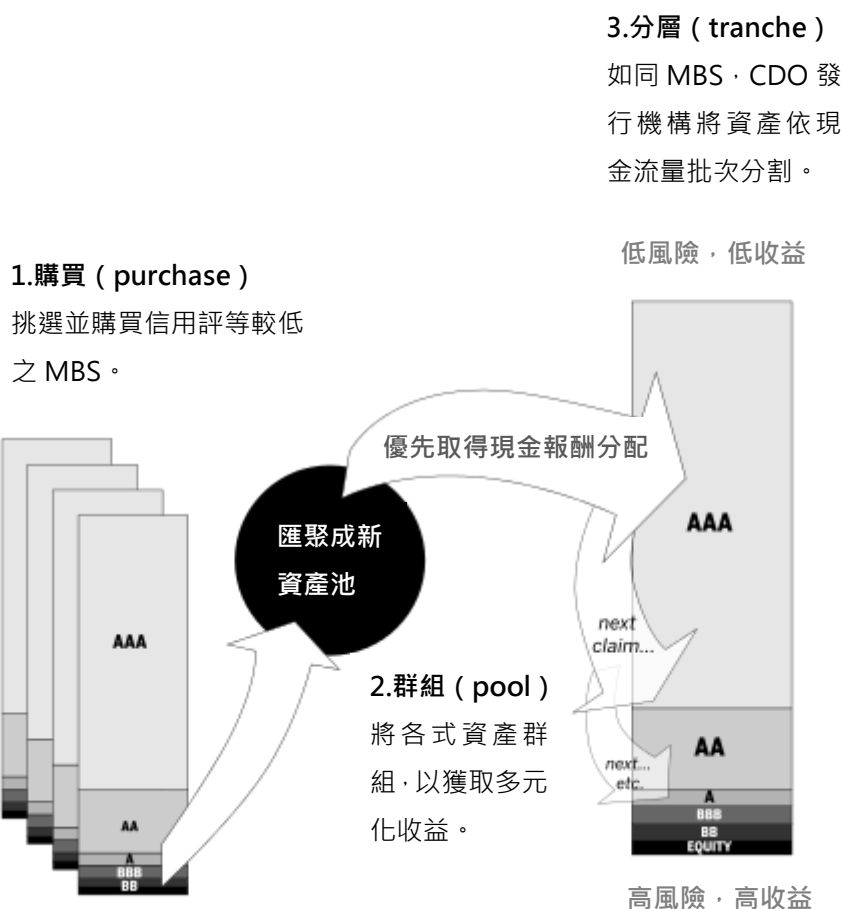 3.分層（tranche）
如同 MBS，CDO 發
行機構將資產依現
金流量批次分割。
低風險，低收益
1.購買（purchase）
挑選並購買信用評等較低
之 MBS。
優先取得現金報酬分配
匯聚成新
資產池
AAA
next
claim...
AAA
2.群組（pool）
將各式資產群
組，以獲取多元
化收益。
AA
next...
etc.
A
BBB
BB
EQUITY
AA
A
BBB
BB
高風險，高收益